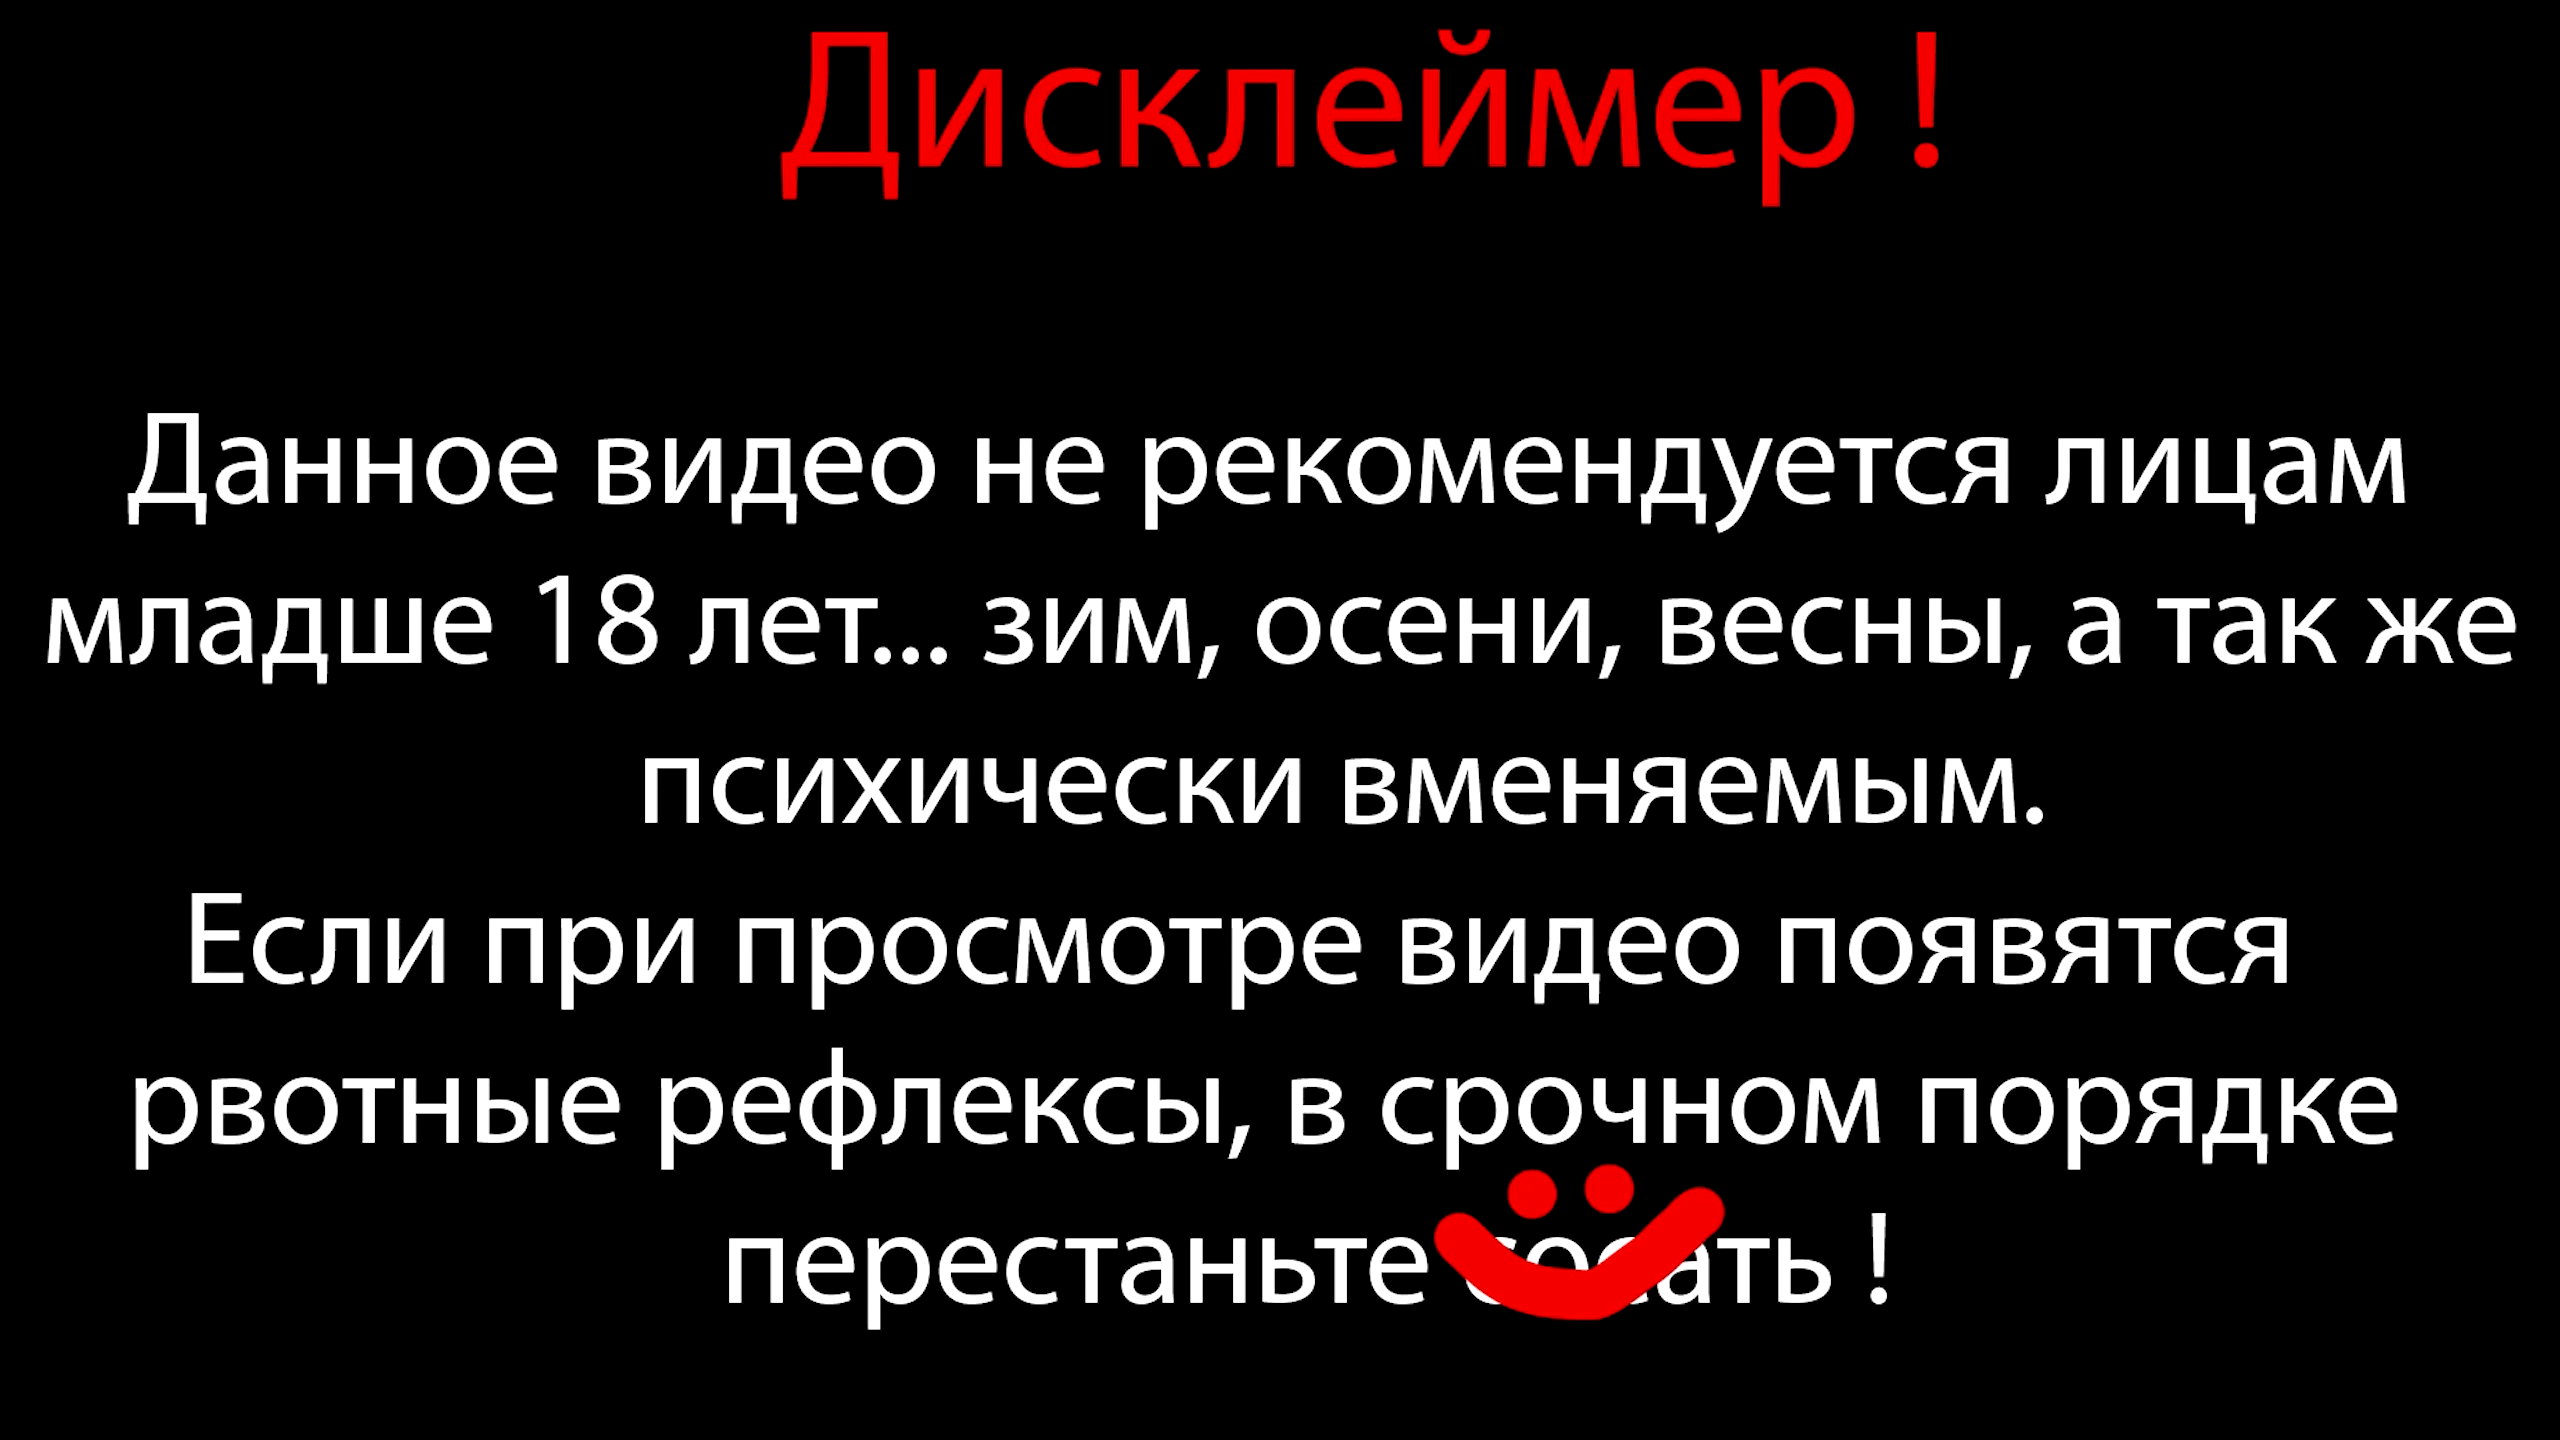 Дисклеймер !
Данное видео не рекомендуется лицам
младше 18 лет... зим, осени, весны, а так же
психически вменяемым.
Если при просмотре видео появятся
рвотные рефлексы, в срочном порядке
перестаньте сосать !